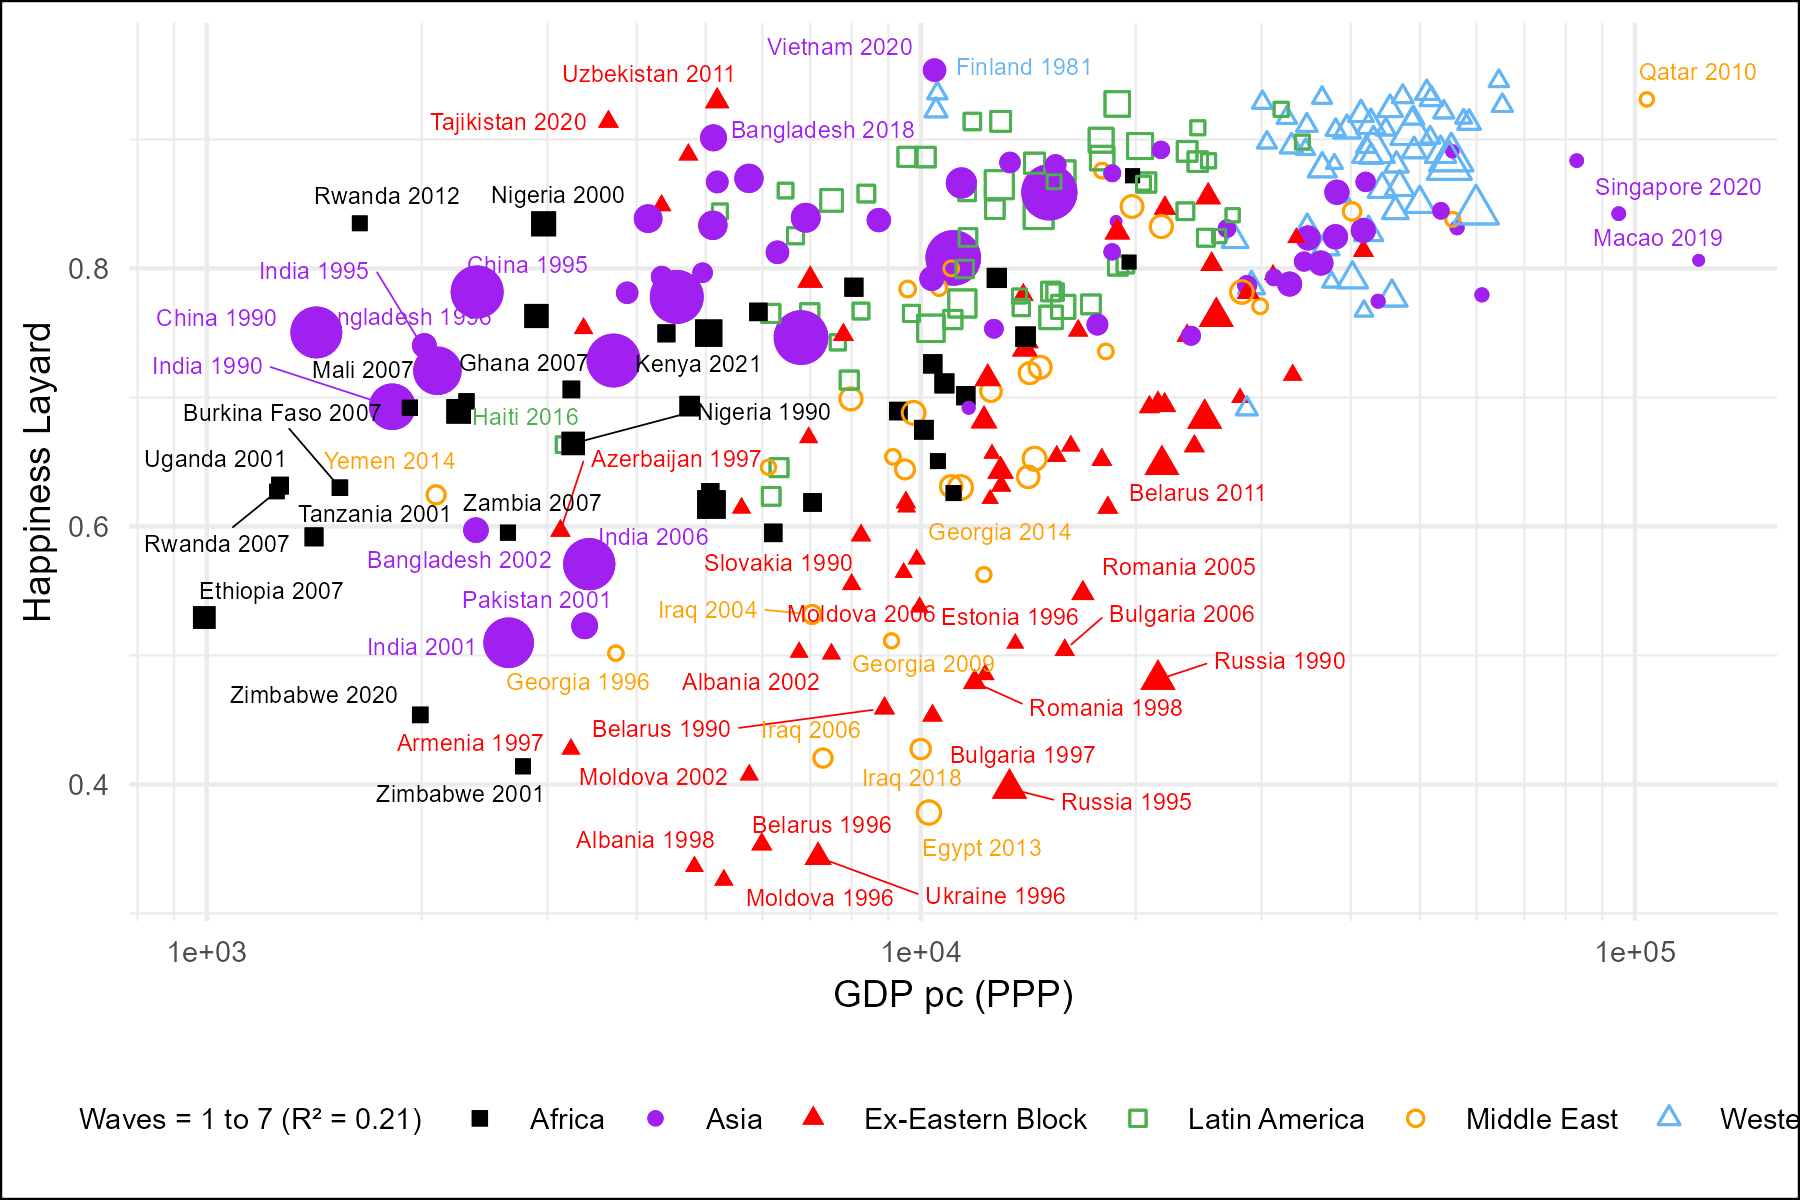 Vietnam 2020
Finland 1981
Uzbekistan 2011
Qatar 2010
Tajikistan 2020
Bangladesh 2018
Rwanda 2012
Nigeria 2000
Singapore 2020
Macao 2019
India 1995
China 1995
0.8
China 1990
ngladesh 1996
India 1990
Mali 2007
Ghana 2007
Kenya 2021
Burkina Faso 2007
Haiti 2016
Nigeria 1990
Uganda 2001
Yemen 2014
Azerbaijan 1997
Belarus 2011
Zambia 2007
Tanzania 2001
0.6
Rwanda 2007
India 2006
Georgia 2014
Bangladesh 2002
Slovakia 1990
Romania 2005
Ethiopia 2007
Pakistan 2001
Iraq 2004
Moldova 2006
Estonia 1996
Bulgaria 2006
India 2001
Georgia 2009
Russia 1990
Georgia 1996
Albania 2002
Zimbabwe 2020
Romania 1998
Belarus 1990
Iraq 2006
Armenia 1997
Bulgaria 1997
Moldova 2002
Iraq 2018
0.4
Zimbabwe 2001
Russia 1995
Belarus 1996
Albania 1998
Egypt 2013
Moldova 1996
Ukraine 1996
Happiness Layard
1e+03
1e+04
1e+05
GDP pc (PPP)
Waves = 1 to 7 (R² = 0.21)
Africa
Asia
Ex-Eastern Block
Latin America
Middle East
Weste